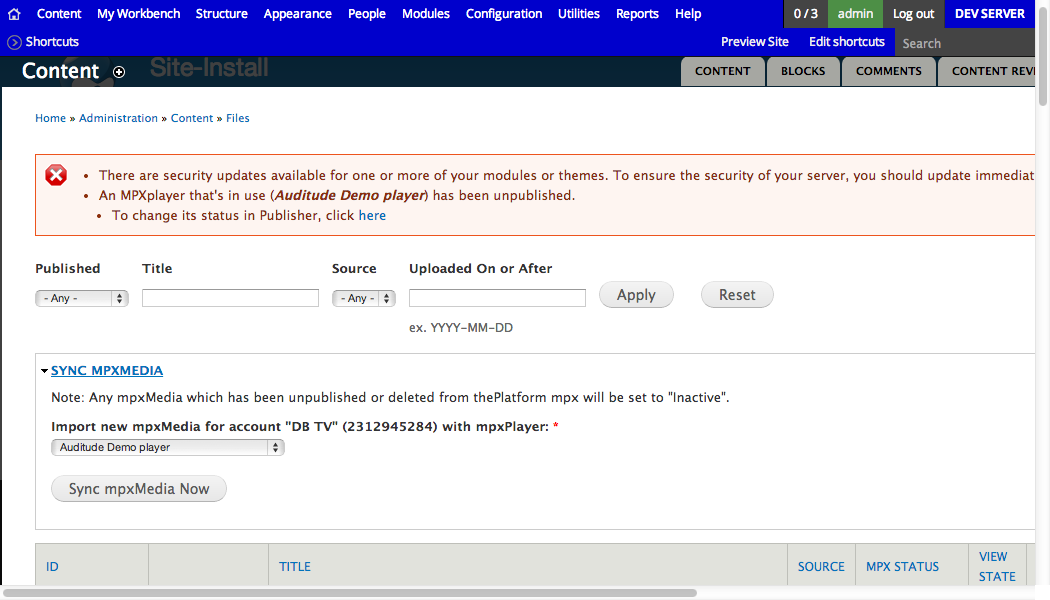 Content My Workbench Structure Appearance People Modules Configuration Utilities Reports Help 0 / 3 admin Log out DEV SERVER
Shortcuts Preview Site Edit shortcuts Search
Content Site-Install CONTENT BLOCKS COMMENTS CONTENT REVI
Home » Administration » Content » Files
• There are security updates available for one or more of your modules or themes. To ensure the security of your server, you should update immediat
• An MPXplayer that's in use (Auditude Demo player) has been unpublished.
• To change its status in Publisher, click here
Published Title Source Uploaded On or After
- Any - - Any - Apply Reset
ex. YYYY-MM-DD
SYNC MPXMEDIA
Note: Any mpxMedia which has been unpublished or deleted from thePlatform mpx will be set to "Inactive".
Import new mpxMedia for account "DB TV" (2312945284) with mpxPlayer: *
Auditude Demo player
Sync mpxMedia Now
ID TITLE SOURCE MPX STATUS VIEW STATE